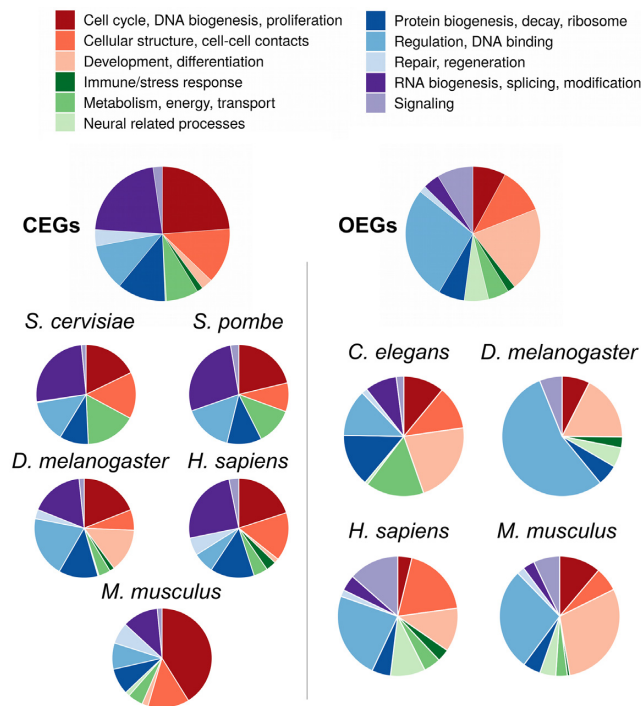 Cell cycle, DNA biogenesis, proliferation
Cellular structure, cell-cell contacts
Development, differentiation
Immune/stress response
Metabolism, energy, transport
Neural related processes
Protein biogenesis, decay, ribosome
Regulation, DNA binding
Repair, regeneration
RNA biogenesis, splicing, modification
Signaling
CEGs
OEGs
S. cervisiae
S. pombe
D. melanogaster
H. sapiens
M. musculus
C. elegans
D. melanogaster
H. sapiens
M. musculus